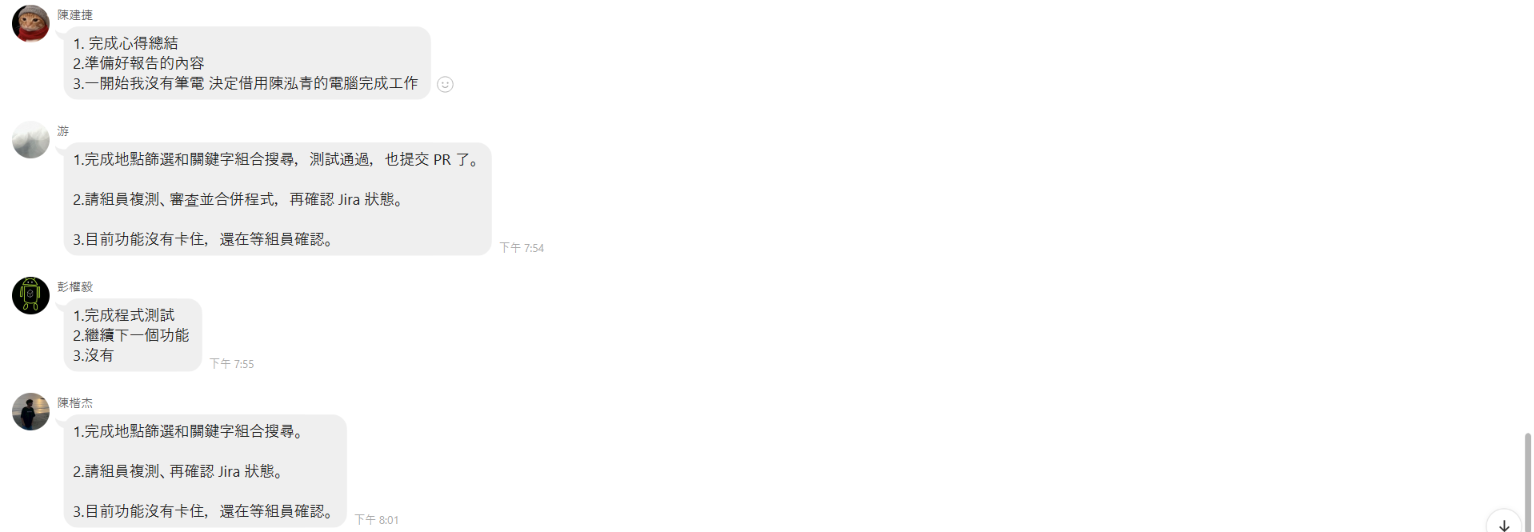 陳建捷
1. 完成心得總結
2.準備好報告的內容
3.一開始我沒有筆電 決定借用陳泓青的電腦完成工作
游
1.完成地點篩選和關鍵字組合搜尋，測試通過，也提交 PR 了。
2.請組員複測、審查並合併程式，再確認 Jira 狀態。
3.目前功能沒有卡住，還在等組員確認。
下午 7:54
彭櫂毅
1.完成程式測試
2.繼續下一個功能
3.沒有
下午 7:55
陳楷杰
1.完成地點篩選和關鍵字組合搜尋。
2.請組員複測、再確認 Jira 狀態。
3.目前功能沒有卡住，還在等組員確認。
下午 8:01